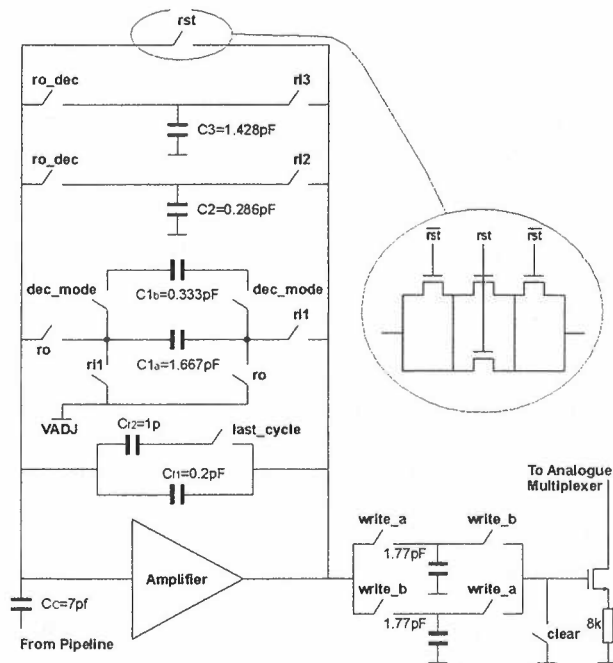 rst
ro_dec
rl3
C3=1.428pF
ro_dec
rl2
C2=0.286pF
rst rst rst
dec_mode
C1b=0.333pF
dec_mode
ro
rl1
C1a=1.667pF
rl1
ro
VADJ
Cf2=1p
last_cycle
Cf1=0.2pF
To Analogue
Multiplexer
write_a
write_b
1.77pF
Amplifier
write_b
write_a
Cc=7pf
1.77pF
clear
8k
From Pipeline